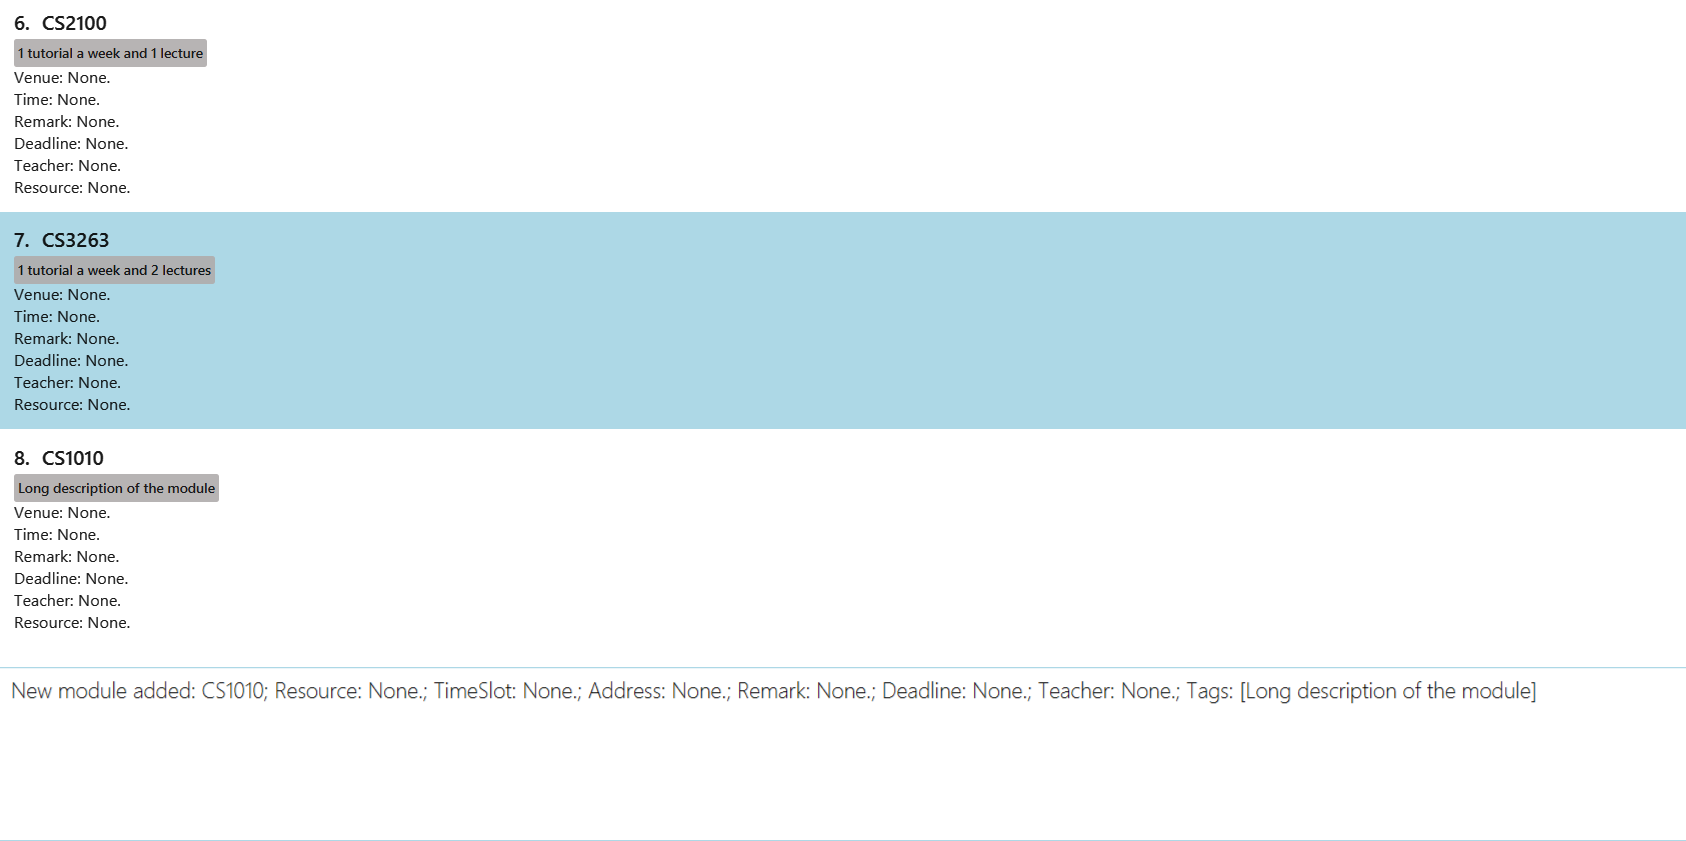 6. CS2100
1 tutorial a week and 1 lecture
Venue: None.
Time: None.
Remark: None.
Deadline: None.
Teacher: None.
Resource: None.
7. CS3263
1 tutorial a week and 2 lectures
Venue: None.
Time: None.
Remark: None.
Deadline: None.
Teacher: None.
Resource: None.
8. CS1010
Long description of the module
Venue: None.
Time: None.
Remark: None.
Deadline: None.
Teacher: None.
Resource: None.
New module added: CS1010; Resource: None.; TimeSlot: None.; Address: None.; Remark: None.; Deadline: None.; Teacher: None.; Tags: [Long description of the module]